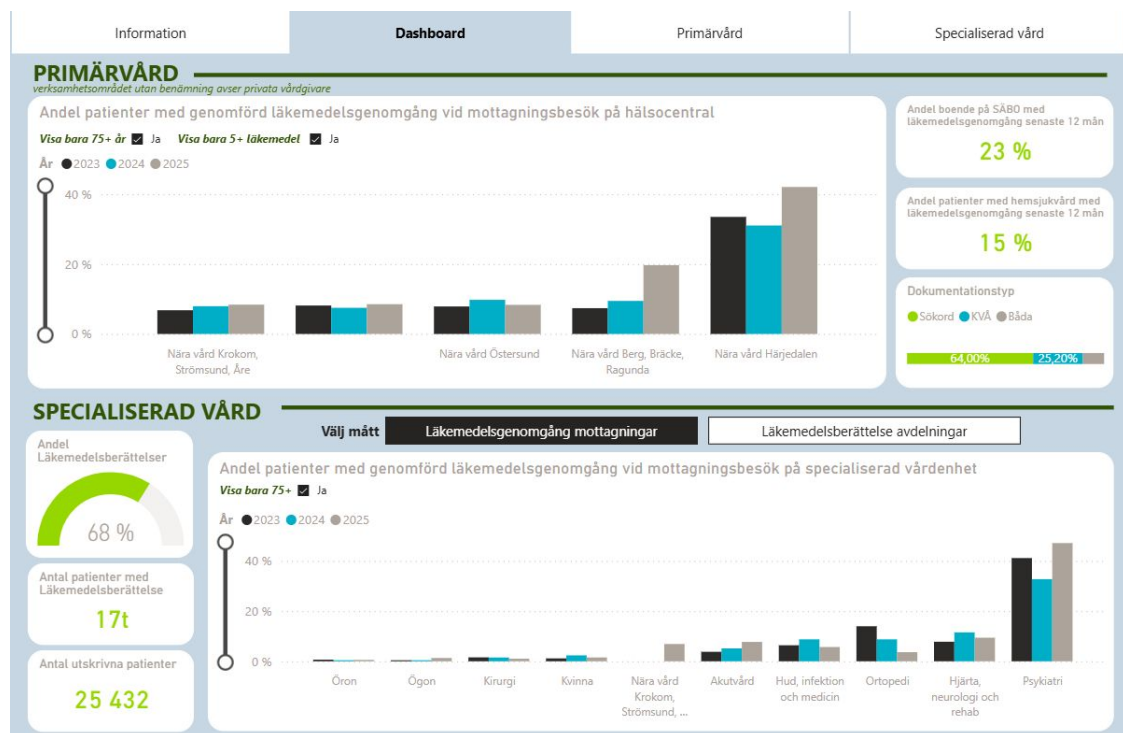 Information
Dashboard
Primärvård
Specialiserad vård
PRIMÄRVÅRD
verksamhetsområdet utan benämning avser privata vårdgivare
Andel patienter med genomförd läkemedelsgenomgång vid mottagningsbesök på hälsocentral
Visa bara 75+ år Ja Visa bara 5+ läkemedel Ja
År 2023 2024 2025
40 %
20 %
0 %
Nära vård Krokom,
Strömsund, Åre
Nära vård Östersund
Nära vård Berg, Bräcke,
Ragunda
Nära vård Härjedalen
Andel boende på SÄBO med
läkemedelsgenomgång senaste 12 mån
23 %
Andel patienter med hemsjukvård med
läkemedelsgenomgång senaste 12 mån
15 %
Dokumentationstyp
Sökord KVÅ Båda
64,00% 25,20%
SPECIALISERAD VÅRD
Välj mått
Läkemedelsgenomgång mottagningar
Läkemedelsberättelse avdelningar
Andel
Läkemedelsberättelser
68 %
Antal patienter med
Läkemedelsberättelse
17t
Antal utskrivna patienter
25 432
Andel patienter med genomförd läkemedelsgenomgång vid mottagningsbesök på specialiserad vårdenhet
Visa bara 75+ Ja
År 2023 2024 2025
40 %
20 %
0 %
Öron
Ögon
Kirurgi
Kvinna
Nära vård
Krokom,
Strömsund, ...
Akutvård
Hud, infektion
och medicin
Ortopedi
Hjärta,
neurologi och
rehab
Psykiatri